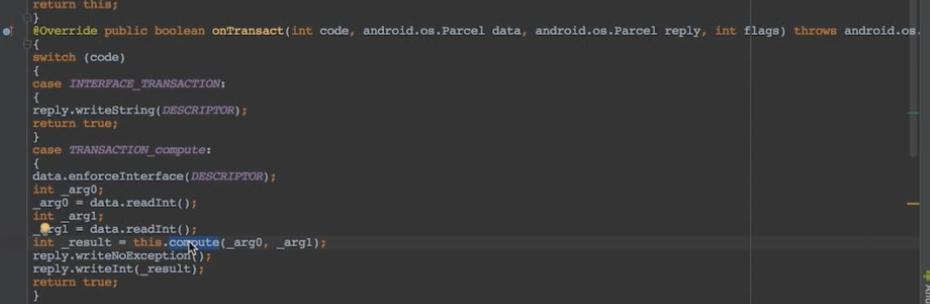 return this;
}
@Override public boolean onTransact(int code, android.os.Parcel data, android.os.Parcel reply, int flags) throws android.os.
{
switch (code)
{
case INTERFACE_TRANSACTION:
{
reply.writeString(DESCRIPTOR);
return true;
}
case TRANSACTION_compute:
{
data.enforceInterface(DESCRIPTOR);
int _arg0;
_arg0 = data.readInt();
int _arg1;
_arg1 = data.readInt();
int _result = this.compute(_arg0, _arg1);
reply.writeNoException();
reply.writeInt(_result);
return true;
}